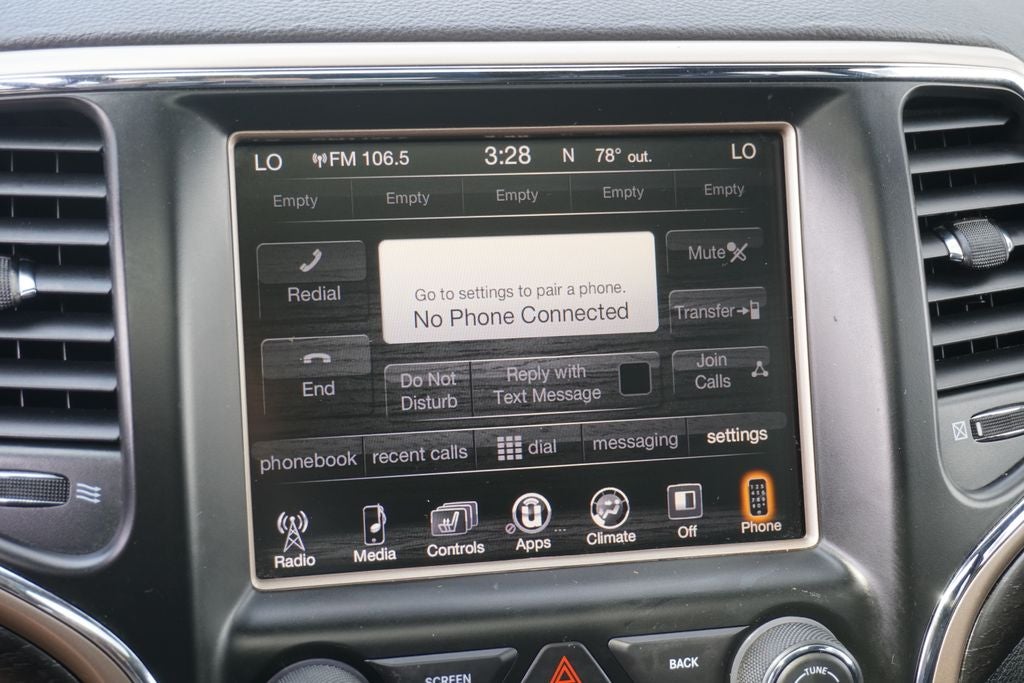 LO FM 106.5 3:28 N 78° out. LO
Empty Empty Empty Empty Empty
Redial
Go to settings to pair a phone.
No Phone Connected
Mute
Transfer
End
Do Not
Disturb
Reply with
Text Message
Join
Calls
phonebook recent calls dial messaging settings
Radio Media Controls Apps Climate Off Phone
SCREEN BACK TUNE